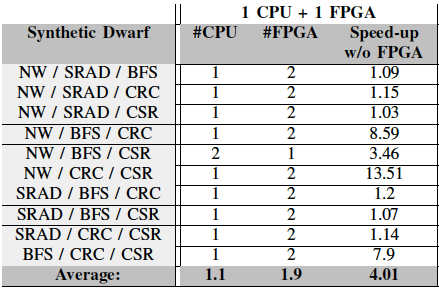 1 CPU + 1 FPGA
Synthetic Dwarf #CPU #FPGA Speed-up
w/o FPGA
NW / SRAD / BFS 1 2 1.09
NW / SRAD / CRC 1 2 1.15
NW / SRAD / CSR 1 2 1.03
NW / BFS / CRC 1 2 8.59
NW / BFS / CSR 2 1 3.46
NW / CRC / CSR 1 2 13.51
SRAD / BFS / CRC 1 2 1.2
SRAD / BFS / CSR 1 2 1.07
SRAD / CRC / CSR 1 2 1.14
BFS / CRC / CSR 1 2 7.9
Average: 1.1 1.9 4.01